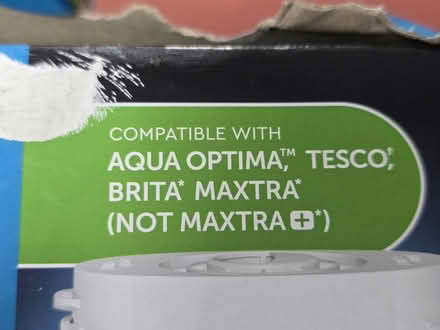 COMPATIBLE WITH
AQUA OPTIMA,™ TESCO*,
BRITA* MAXTRA*
(NOT MAXTRA+*)